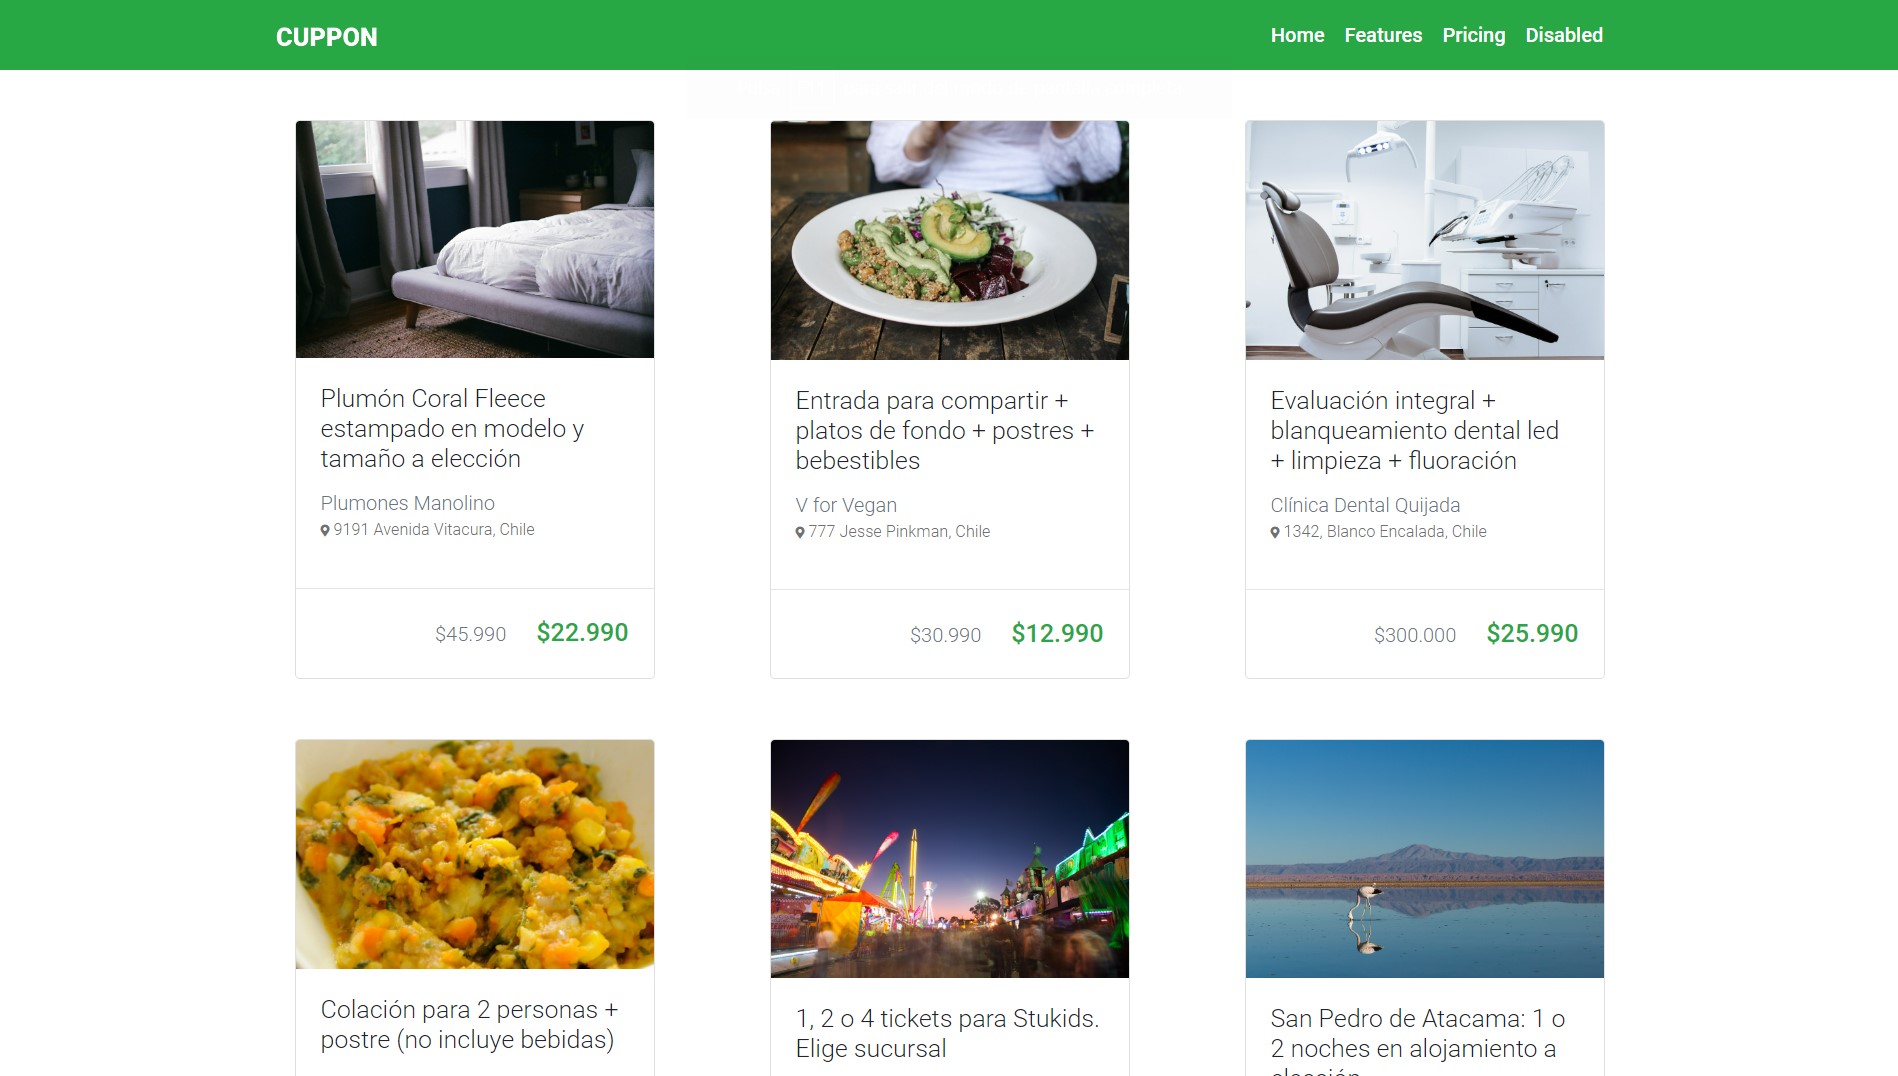 CUPPON
Home Features Pricing Disabled
Plumón Coral Fleece
estampado en modelo y
tamaño a elección
Plumones Manolino
9191 Avenida Vitacura, Chile
$45.990 $22.990
Entrada para compartir +
platos de fondo + postres +
bebestibles
V for Vegan
777 Jesse Pinkman, Chile
$30.990 $12.990
Evaluación integral +
blanqueamiento dental led
+ limpieza + fluoración
Clínica Dental Quijada
1342, Blanco Encalada, Chile
$300.000 $25.990
Colación para 2 personas +
postre (no incluye bebidas)
1, 2 o 4 tickets para Stukids.
Elige sucursal
San Pedro de Atacama: 1 o
2 noches en alojamiento a